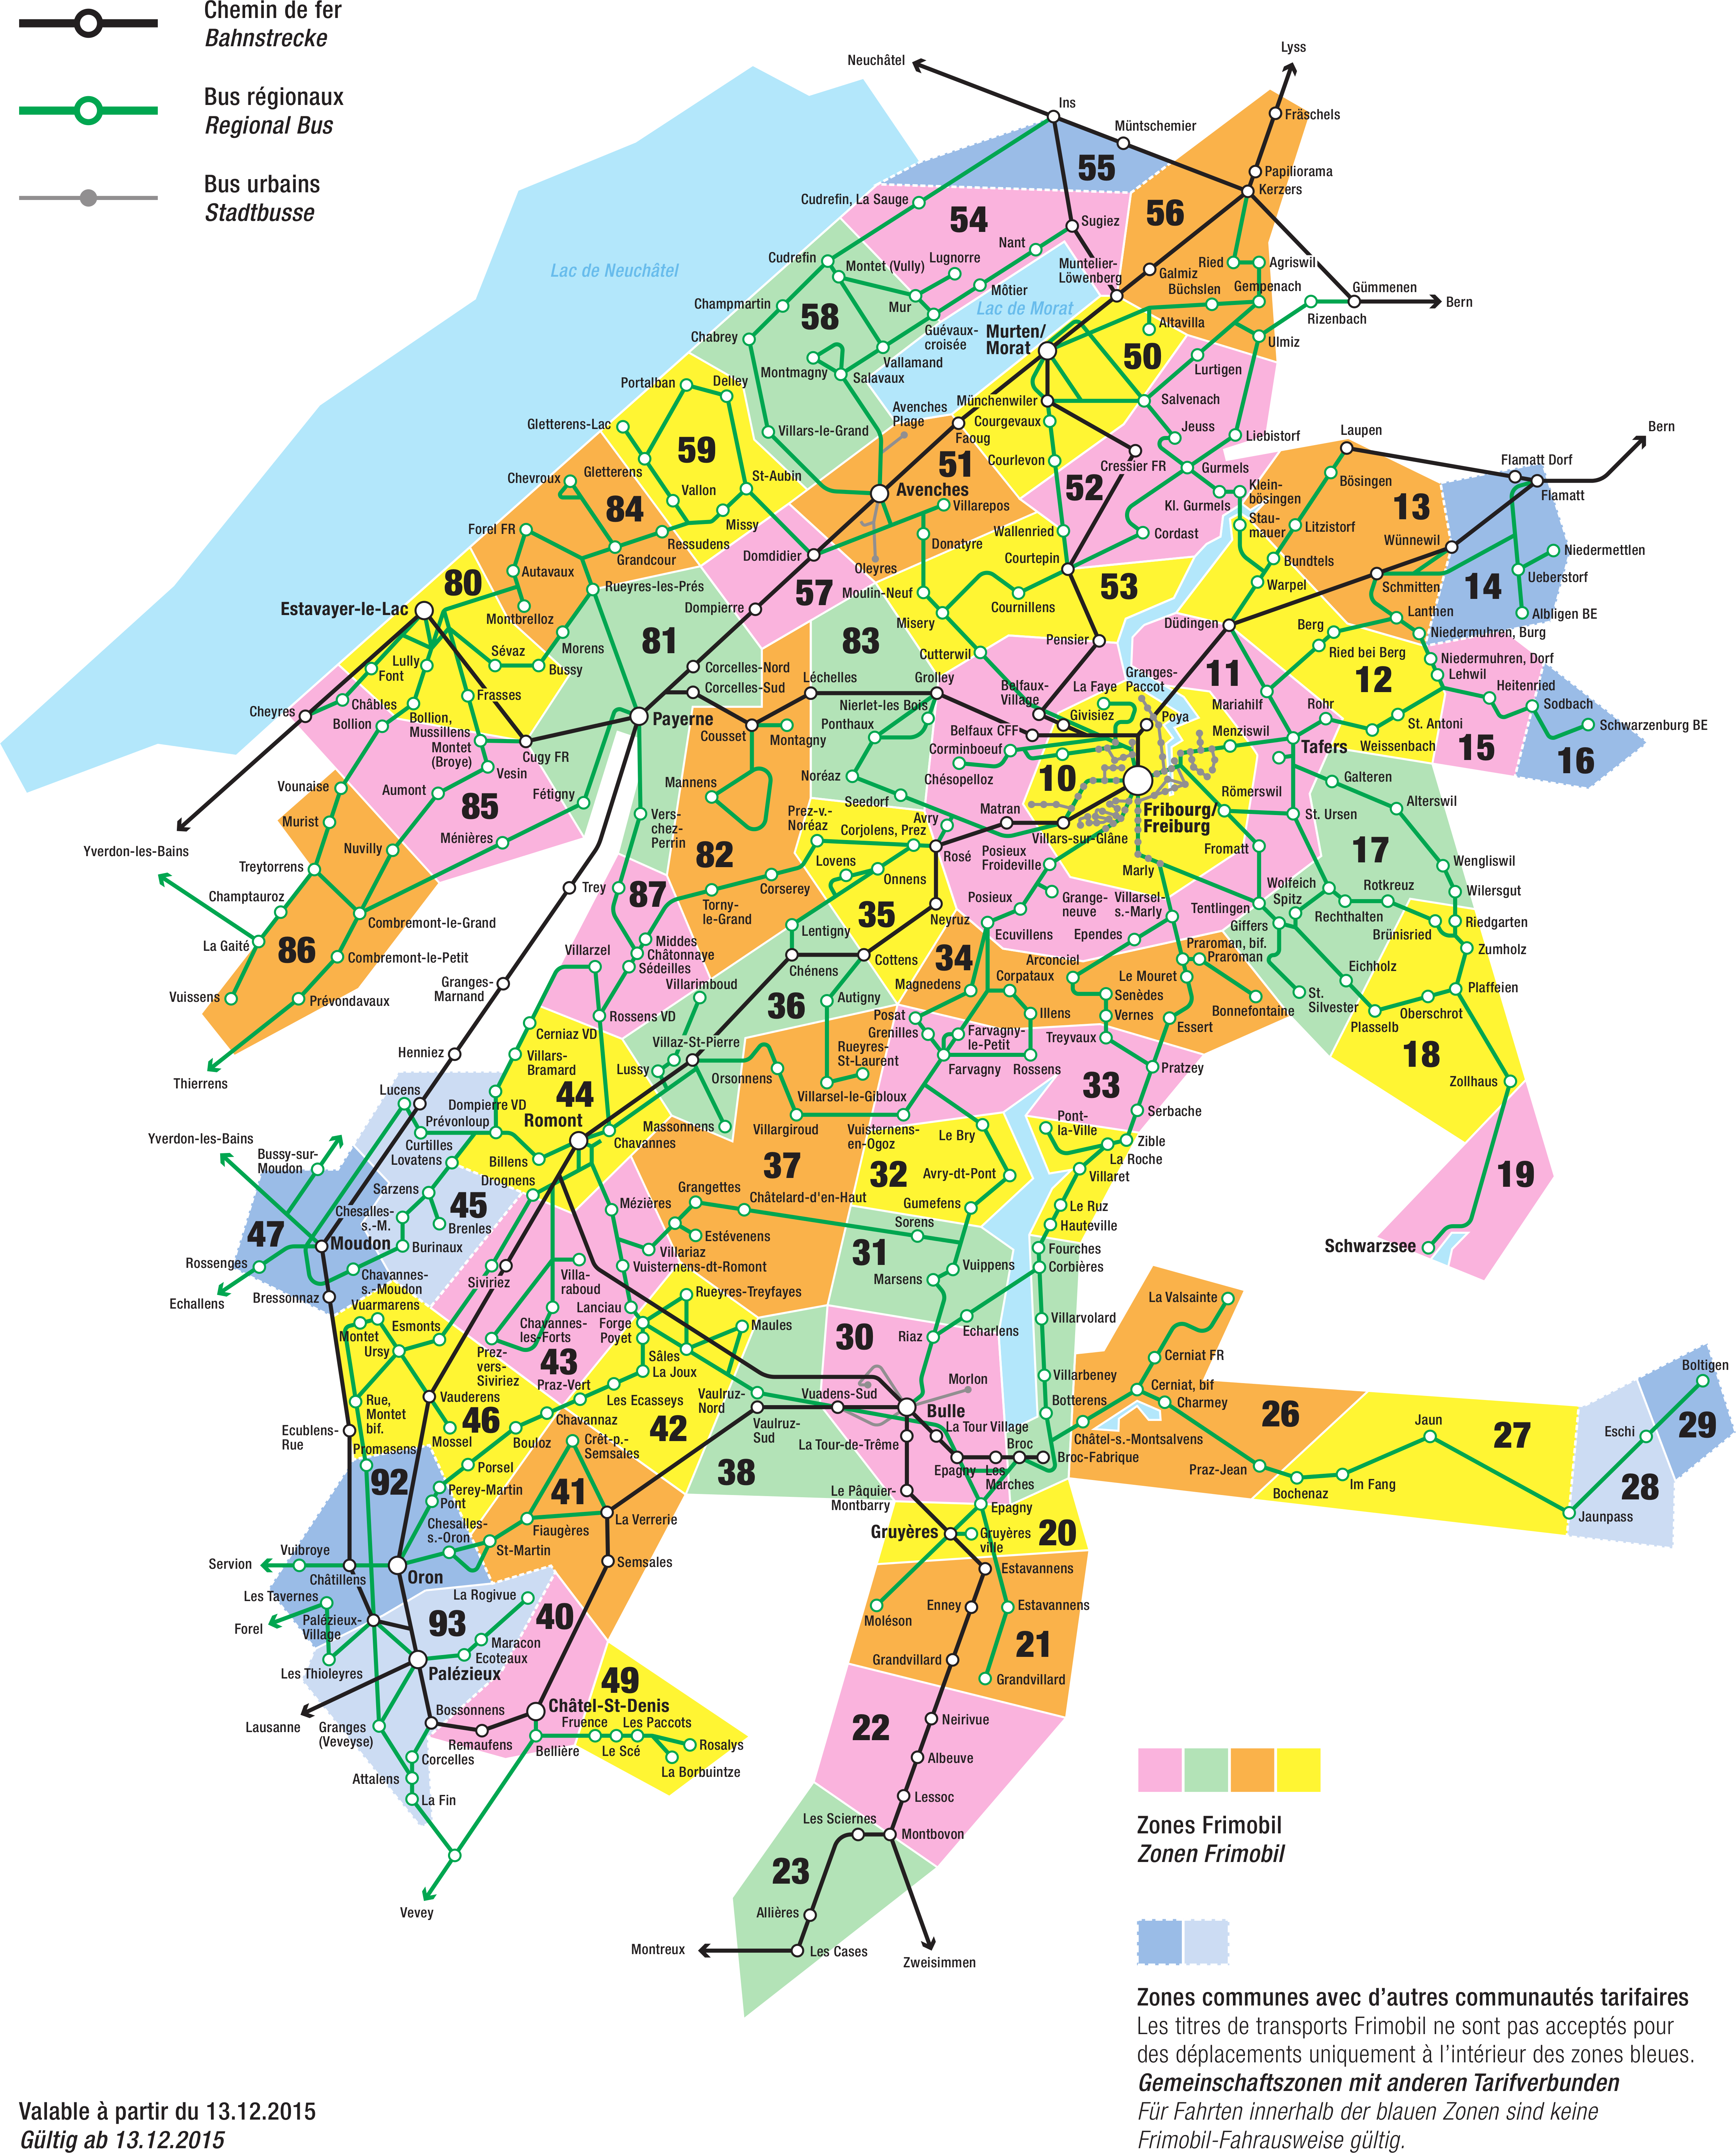 Chemin de fer
Bahnstrecke
Bus régionaux
Regional Bus
Bus urbains
Stadtbusse
Neuchâtel
Lyss
Ins
Müntschemier
Fräschels
55
Papiliorama
Kerzers
Cudrefin, La Sauge
54
Sugiez
56
Nant
Lac de Neuchâtel
Cudrefin
Montet (Vully)
Lugnorre
Muntelier-
Löwenberg
Galmiz
Ried
Agriswil
Büchslen
Gempenach
Gümmenen
Bern
Môtier
Champmartin
58
Mur
Lac de Morat
Rizenbach
Altavilla
Chabrey
Guévaux-
croisée
Murten/
Morat
50
Ulmiz
Vallamand
Montmagny
Salavaux
Lurtigen
Portalban
Delley
Avenches
Plage
Münchenwiler
Salvenach
Gletterens-Lac
Villars-le-Grand
Faoug
Courgevaux
Jeuss
Liebistorf
Laupen
Bern
59
51
Courlevon
Cressier FR
Gurmels
Flamatt Dorf
Flamatt
Chevroux
Gletterens
St-Aubin
Vallon
Avenches
52
Klein-
bösingen
Bösingen
84
Villarepos
Kl. Gurmels
13
Forel FR
Missy
Ressudens
Donatyre
Wallenried
Cordast
Stau-
mauer
Litzistorf
Wünnewil
Grandcour
Domdidier
Oleyres
Courtepin
Bundtels
Niedermettlen
Autavaux
80
Rueyres-les-Prés
57
Moulin-Neuf
53
Warpel
Schmitten
14
Ueberstorf
Estavayer-le-Lac
Montbrelloz
Dompierre
Cournillens
Misery
Lanthen
Albligen BE
Düdingen
Berg
Niedermuhren, Burg
81
83
Pensier
Morens
Sévaz
Bussy
Lully
Font
Cutterwil
Ried bei Berg
Niedermuhren, Dorf
Lehwil
Corcelles-Nord
Corcelles-Sud
Léchelles
Grolley
Granges-
Paccot
11
12
Heitenried
Belfaux-
Village
La Faye
Frasses
Châbles
Cheyres
Bollion
Bollion,
Mussillens
Payerne
Nierlet-les Bois
Givisiez
Poya
Mariahilf
Rohr
St. Antoni
Sodbach
Schwarzenburg BE
Ponthaux
Cousset
Montagny
Belfaux CFF
Menziswil
Tafers
Weissenbach
15
16
Montet
(Broye)
Cugy FR
Corminboeuf
Vounaise
Vesin
Aumont
Fétigny
Mannens
Noréaz
Chésopelloz
10
Römerswil
Galteren
Alterswil
85
Seedorf
Fribourg/
Freiburg
St. Ursen
Murist
Ménières
Vers-
chez-
Perrin
Prez-v.-
Noréaz
Avry
Matran
Corjolens, Prez
Villars-sur-Glâne
17
Nuvilly
82
Rosé
Posieux
Froideville
Fromatt
Yverdon-les-Bains
Treytorrens
Lovens
Onnens
Marly
Wengliswil
Champtauroz
Trey
87
Corserey
Wolfeich
Rotkreuz
Wilersgut
Torny-
le-Grand
35
Neyruz
Posieux
Grange-
neuve
Villarsel-
s.-Marly
Tentlingen
Spitz
Rechthalten
Combremont-le-Grand
Lentigny
Ecuvillens
Ependes
Giffers
Brünisried
Riedgarten
La Gaité
Middes
Châtonnaye
Sédeilles
Villarzel
34
Praroman, bif.
Praroman
Zumholz
86
Combremont-le-Petit
Chénens
Cottens
Arconciel
Eichholz
Granges-
Marnand
Villarimboud
Magnedens
Corpataux
Le Mouret
Vuissens
Prévondavaux
36
Autigny
Senèdes
St.
Silvester
Plaffeien
Rossens VD
Posat
Illens
Vernes
Bonnefontaine
Plasselb
Oberschrot
Cerniaz VD
Grenilles
Farvagny-
le-Petit
Essert
Henniez
Villars-
Bramard
Villaz-St-Pierre
Rueyres-
St-Laurent
Treyvaux
18
Thierrens
Lussy
Orsonnens
Farvagny
Rossens
Pratzey
Zollhaus
Lucens
44
Villarsel-le-Gibloux
33
Dompierre VD
Prévonloup
Romont
Serbache
Yverdon-les-Bains
Curtilles
Chavannes
Massonnens
Villargiroud
Vuisternens-
en-Ogoz
Le Bry
Pont-
la-Ville
Zible
Bussy-sur-
Moudon
Lovatens
Billens
La Roche
37
32
Avry-dt-Pont
Villaret
19
Sarzens
Drognens
45
Mézières
Grangettes
Châtelard-d'en-Haut
Gumefens
Le Ruz
Chesalles-
s.-M.
Brenles
Sorens
Hauteville
47
Moudon
Burinaux
Estévenens
Villariaz
31
Fourches
Corbières
Schwarzsee
Rossenges
Vuisternens-dt-Romont
Vuippens
Marsens
Chavannes-
s.-Moudon
Siviriez
Villa-
raboud
Echallens
Bressonnaz
Rueyres-Treyfayes
La Valsainte
Vuarmarens
Lanciau
Forge
Poyet
Maules
30
Riaz
Echarlens
Villarvolard
Montet
Esmonts
Ursy
Chavannes-
les-Forts
Prez-
vers-
Siviriez
43
Sâles
La Joux
Cerniat FR
Boltigen
Praz-Vert
Morlon
Villarbeney
Cerniat, bif
Charmey
Rue,
Montet
bif.
Vauderens
Les Ecasseys
Vaulruz-
Nord
Vuadens-Sud
Bulle
Botterens
26
46
Chavannaz
42
Vaulruz-
Sud
La Tour Village
Jaun
27
Eschi
29
Ecublens-
Rue
Mossel
Bouloz
Crêt-p.-
Semsales
La Tour-de-Trême
Broc
Châtel-s.-Montsalvens
Promasens
Porsel
38
Epagny
Les
Marches
Broc-Fabrique
Praz-Jean
Im Fang
28
92
Perey-Martin
Pont
41
Le Pâquier-
Montbarry
Bochenaz
Epagny
Jaunpass
Chesalles-
s.-Oron
Fiaugères
La Verrerie
Gruyères
Gruyères
ville
20
Servion
Vuibroye
St-Martin
Semsales
Châtillens
Oron
Estavannens
Les Tavernes
La Rogivue
40
Enney
Estavannens
Forel
Palézieux-
Village
93
Moléson
21
Maracon
Ecoteaux
Grandvillard
Grandvillard
Les Thioleyres
Palézieux
49
Châtel-St-Denis
Bossonnens
Fruence
Les Paccots
22
Neirivue
Lausanne
Granges
(Veveyse)
Remaufens
Bellière
Le Scé
Rosalys
La Borbuintze
Corcelles
Albeuve
Attalens
La Fin
Lessoc
Les Sciernes
Montbovon
23
Vevey
Allières
Montreux
Les Cases
Zweisimmen
Zones Frimobil
Zonen Frimobil
Zones communes avec d’autres communautés tarifaires
Les titres de transports Frimobil ne sont pas acceptés pour
des déplacements uniquement à l’intérieur des zones bleues.
Gemeinschaftszonen mit anderen Tarifverbunden
Für Fahrten innerhalb der blauen Zonen sind keine
Frimobil-Fahrausweise gültig.
Valable à partir du 13.12.2015
Gültig ab 13.12.2015